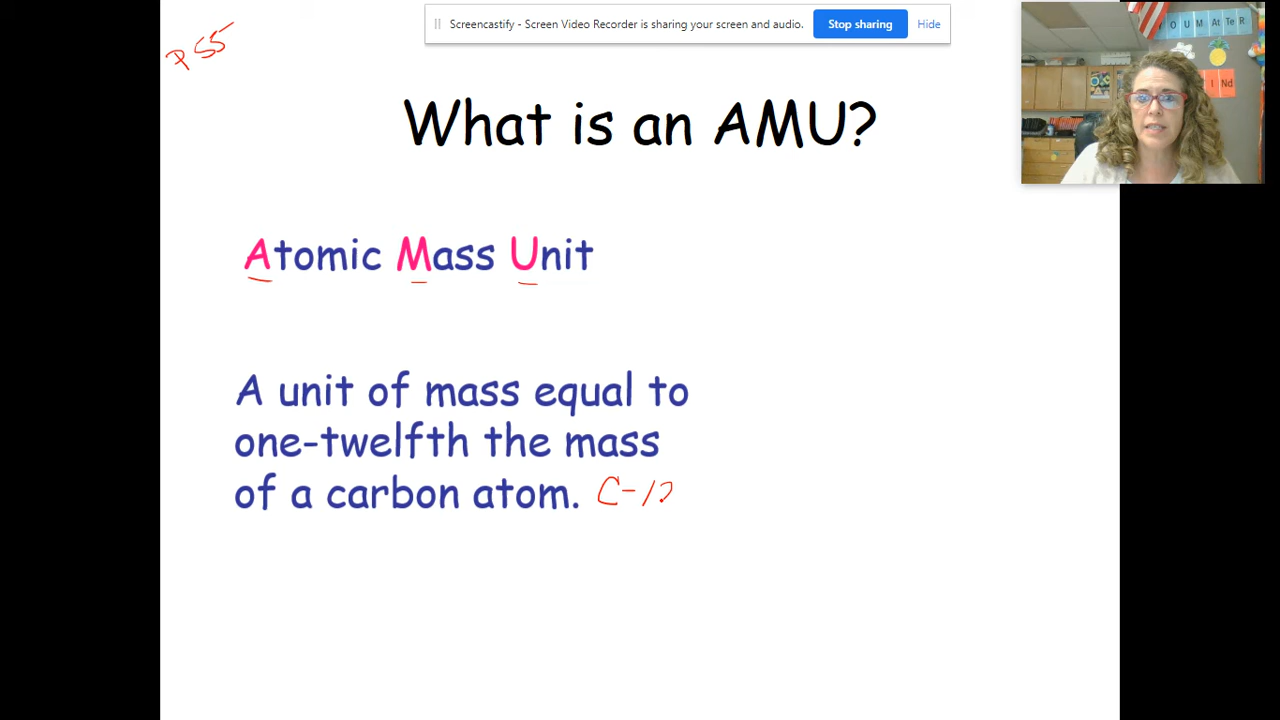 Screencastify - Screen Video Recorder is sharing your screen and audio. Stop sharing Hide
P 55
O U M A t T e R
I N d
What is an AMU?
Atomic Mass Unit
A unit of mass equal to
one-twelfth the mass
of a carbon atom. C-12